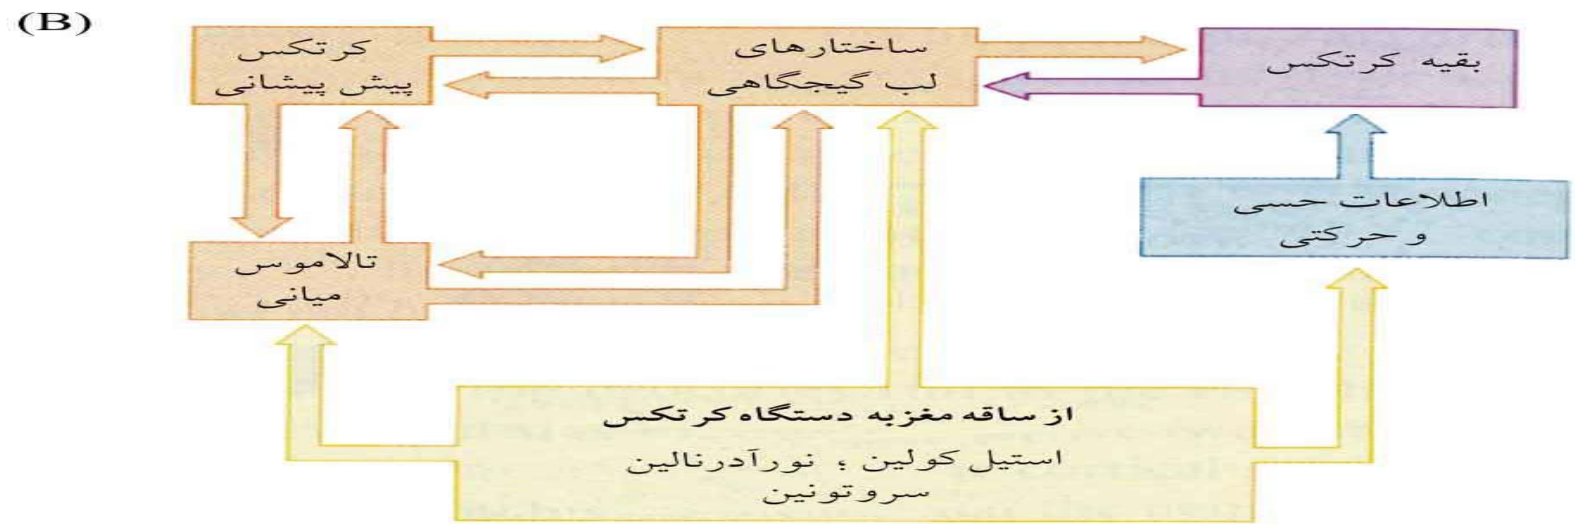 (B)
کرتکس
پیش پیشانی
ساختارهای
لب گیجگاهی
بقیه کرتکس
اطلاعات حسی
و حرکتی
تالاموس
میانی
از ساقه مغز به دستگاه کرتکس
استیل کولین ؛ نورآدرنالین
سروتونین